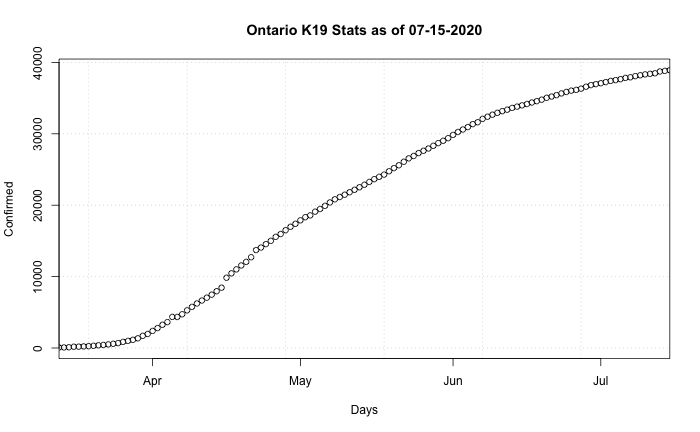 Ontario K19 Stats as of 07-15-2020
40000
30000
20000
10000
0
Confirmed
Apr May Jun Jul
Days